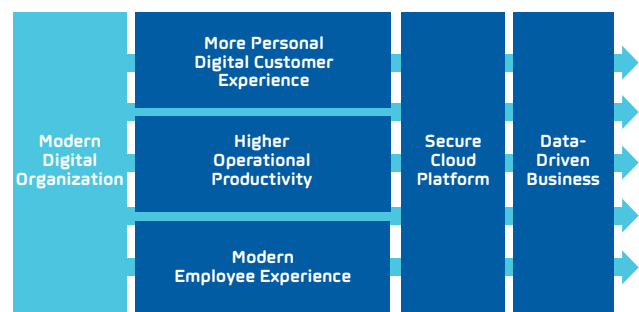 Modern
Digital
Organization
More Personal
Digital Customer
Experience
Higher
Operational
Productivity
Modern
Employee Experience
Secure
Cloud
Platform
Data-
Driven
Business